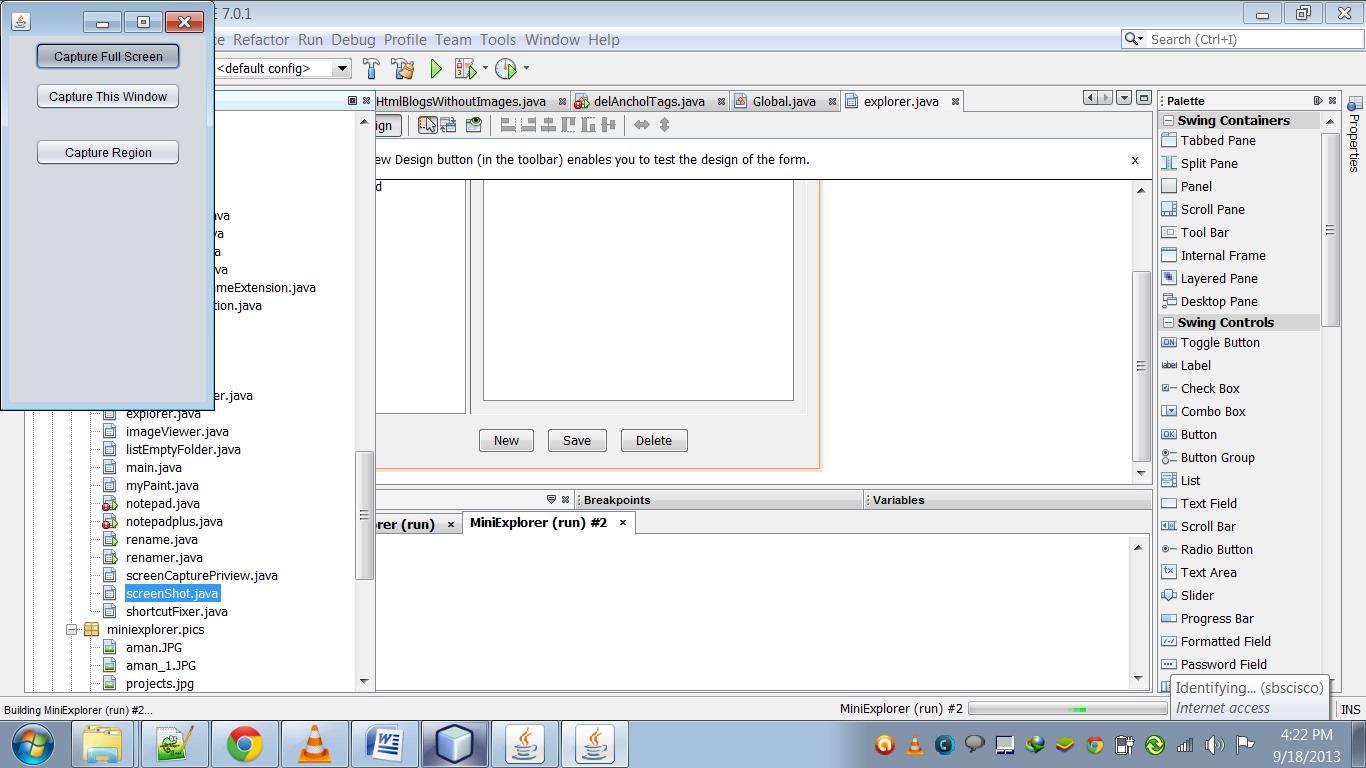 E 7.0.1
Capture Full Screen
Capture This Window
Capture Region
ce Refactor Run Debug Profile Team Tools Window Help
Search (Ctrl+I)
<default config>
HtmlBlogsWithoutImages.java
delAncholTags.java
Global.java
explorer.java
ign
ew Design button (in the toolbar) enables you to test the design of the form.
x
d
va
a
va
meExtension.java
tion.java
er.java
explorer.java
imageViewer.java
listEmptyFolder.java
main.java
myPaint.java
notepad.java
notepadplus.java
rename.java
renamer.java
screenCapturePriview.java
screenShot.java
shortcutFixer.java
miniexplorer.pics
aman.JPG
aman_1.JPG
projects.jpg
New Save Delete
Breakpoints
Variables
rer (run)
MiniExplorer (run) #2
Palette
Swing Containers
Tabbed Pane
Split Pane
Panel
Scroll Pane
Tool Bar
Internal Frame
Layered Pane
Desktop Pane
Swing Controls
ON Toggle Button
label Label
Check Box
Combo Box
OK Button
Button Group
List
Text Field
Scroll Bar
Radio Button
Text Area
Slider
Progress Bar
Formatted Field
Password Field
Properties
Identifying... (sbscisco)
Internet access
Building MiniExplorer (run) #2...
MiniExplorer (run) #2
INS
4:22 PM
9/18/2013